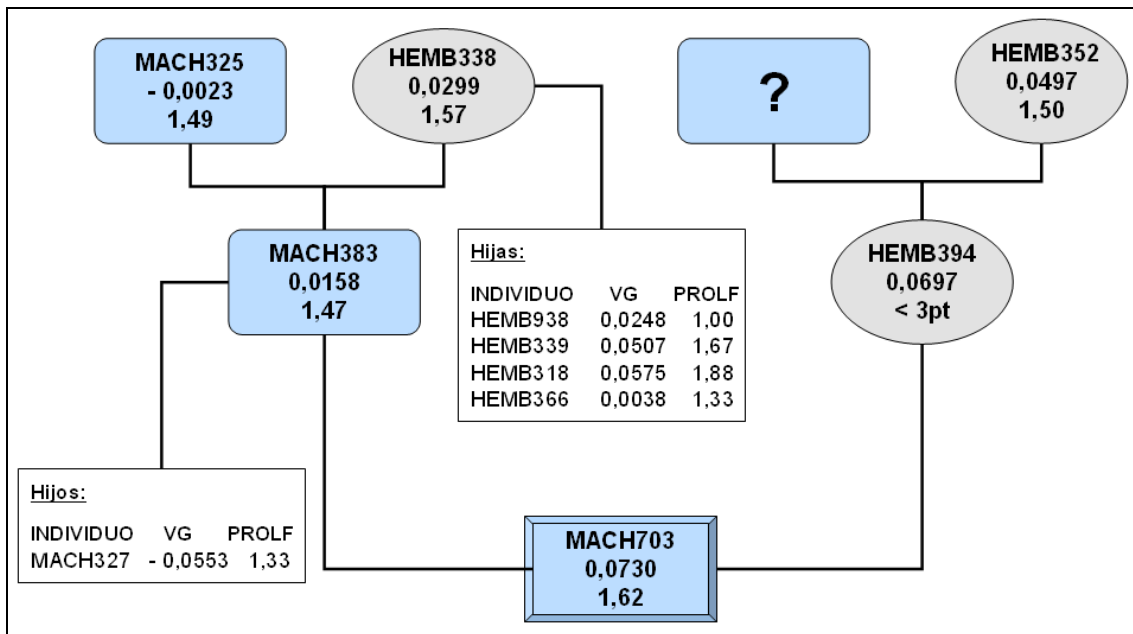 MACH325
- 0,0023
1,49
HEMB338
0,0299
1,57
?
HEMB352
0,0497
1,50
MACH383
0,0158
1,47
Hijas:
INDIVIDUO VG PROLF
HEMB938 0,0248 1,00
HEMB339 0,0507 1,67
HEMB318 0,0575 1,88
HEMB366 0,0038 1,33
HEMB394
0,0697
< 3pt
Hijos:
INDIVIDUO VG PROLF
MACH327 - 0,0553 1,33
MACH703
0,0730
1,62